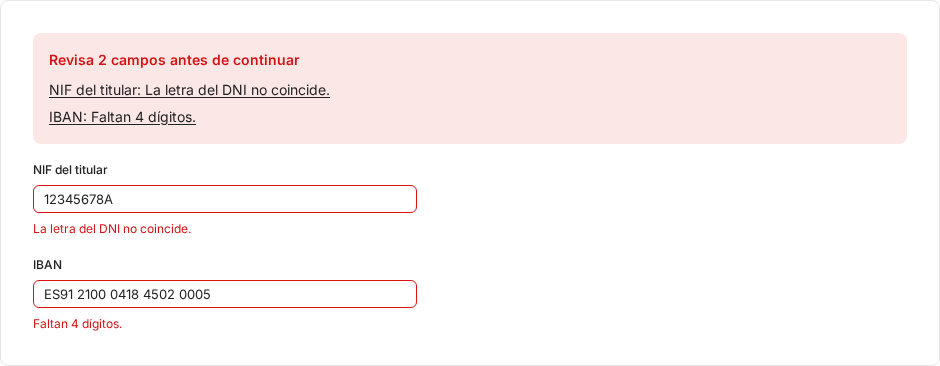 Revisa 2 campos antes de continuar
NIF del titular: La letra del DNI no coincide.
IBAN: Faltan 4 dígitos.
NIF del titular
12345678A
La letra del DNI no coincide.
IBAN
ES91 2100 0418 4502 0005
Faltan 4 dígitos.